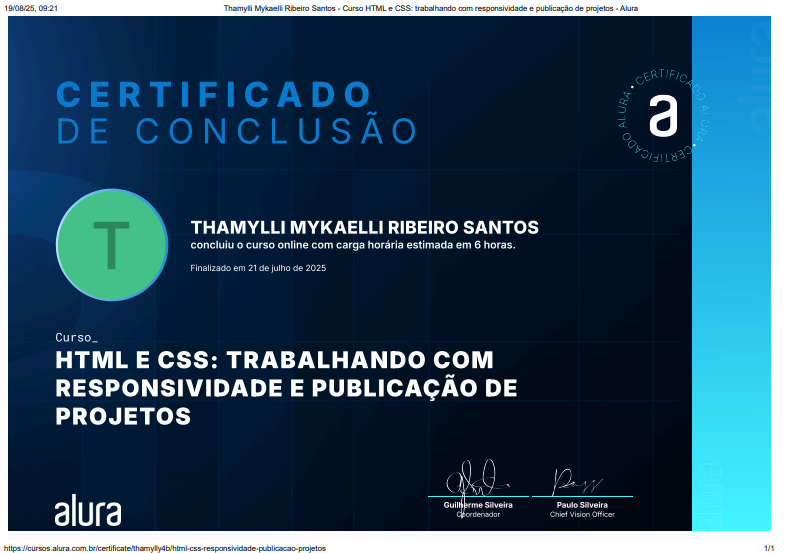 19/08/25, 09:21
Thamylli Mykaelli Ribeiro Santos - Curso HTML e CSS: trabalhando com responsividade e publicação de projetos - Alura
CERTIFICADO
DE CONCLUSÃO
CERTIFICADO ALURA • CERTIFICADO ALURA •
a
alura
T
THAMYLLI MYKAELLI RIBEIRO SANTOS
concluiu o curso online com carga horária estimada em 6 horas.
Finalizado em 21 de julho de 2025
Curso_
HTML E CSS: TRABALHANDO COM
RESPONSIVIDADE E PUBLICAÇÃO DE
PROJETOS
Guilherme Silveira
Coordenador
Paulo Silveira
Chief Vision Officer
alura
alura
https://cursos.alura.com.br/certificate/thamylly4b/html-css-responsividade-publicacao-projetos
1/1